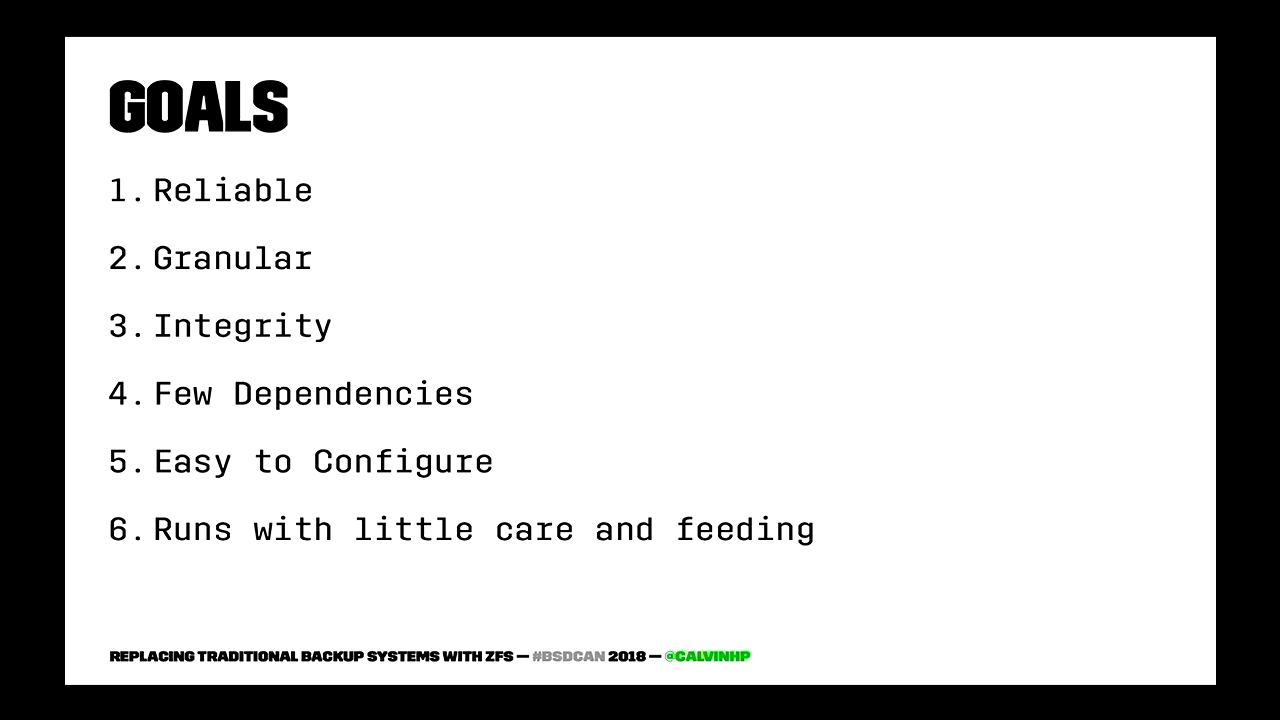 GOALS
1. Reliable
2. Granular
3. Integrity
4. Few Dependencies
5. Easy to Configure
6. Runs with little care and feeding
REPLACING TRADITIONAL BACKUP SYSTEMS WITH ZFS — #BSDCAN 2018 — @CALVINHP